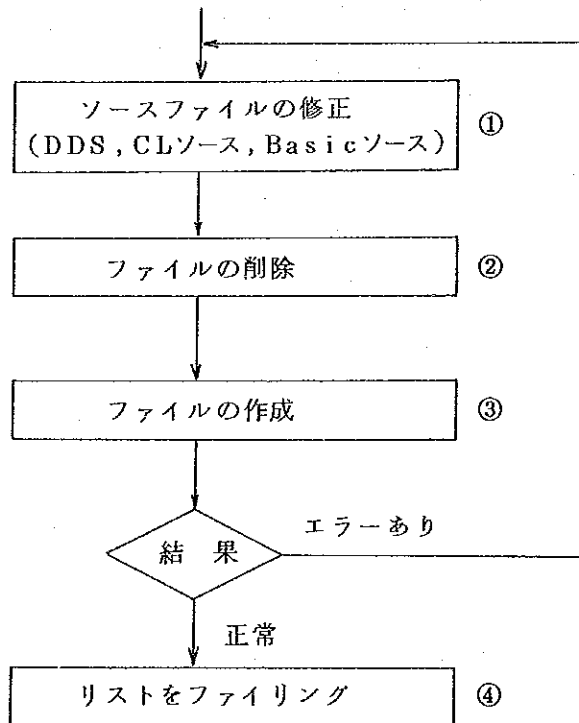 ソースファイルの修正
(DDS,CLソース,Basicソース)
①
ファイルの削除
②
ファイルの作成
③
結 果
エラーあり
正常
リストをファイリング
④